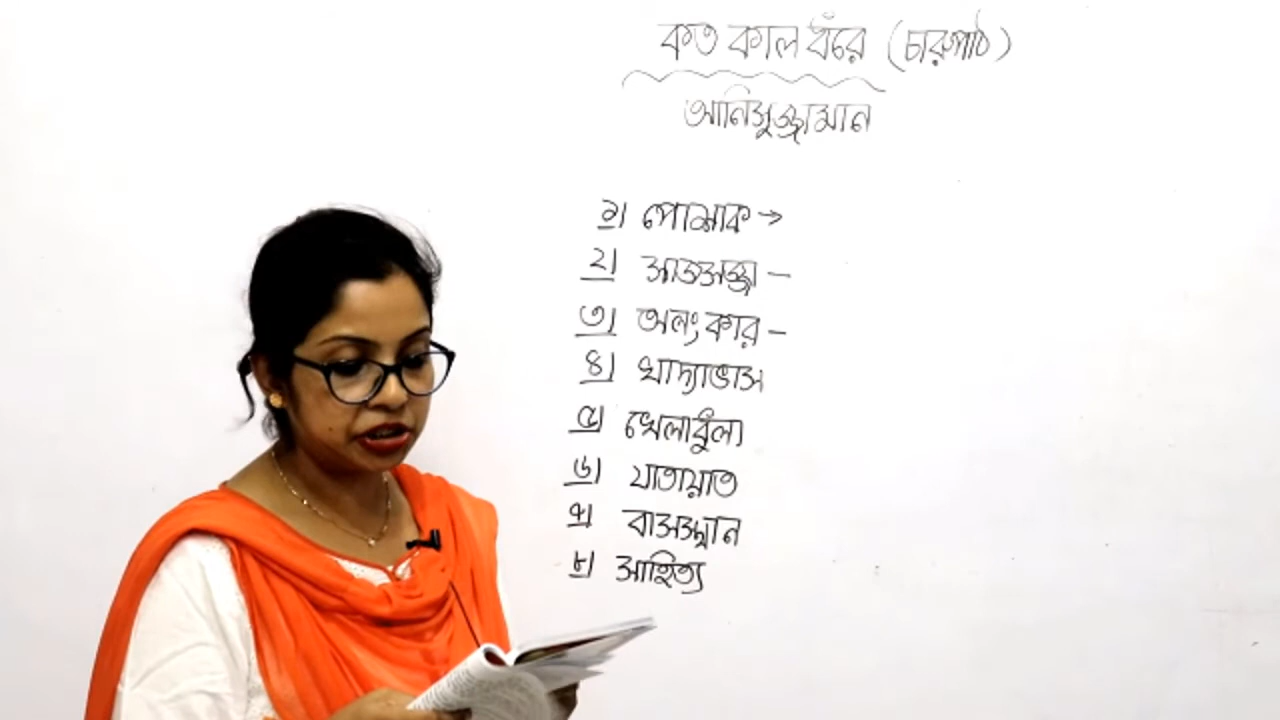 কত কাল ধরে (চারুপাঠ)
আনিসুজ্জামান
১| পোশাক →
২| সাজসজ্জা –
৩| অলংকার –
৪| খাদ্যাভাস
৫| খেলাধুলা
৬| যাতায়াত
৭| বাসস্থান
৮| সাহিত্য